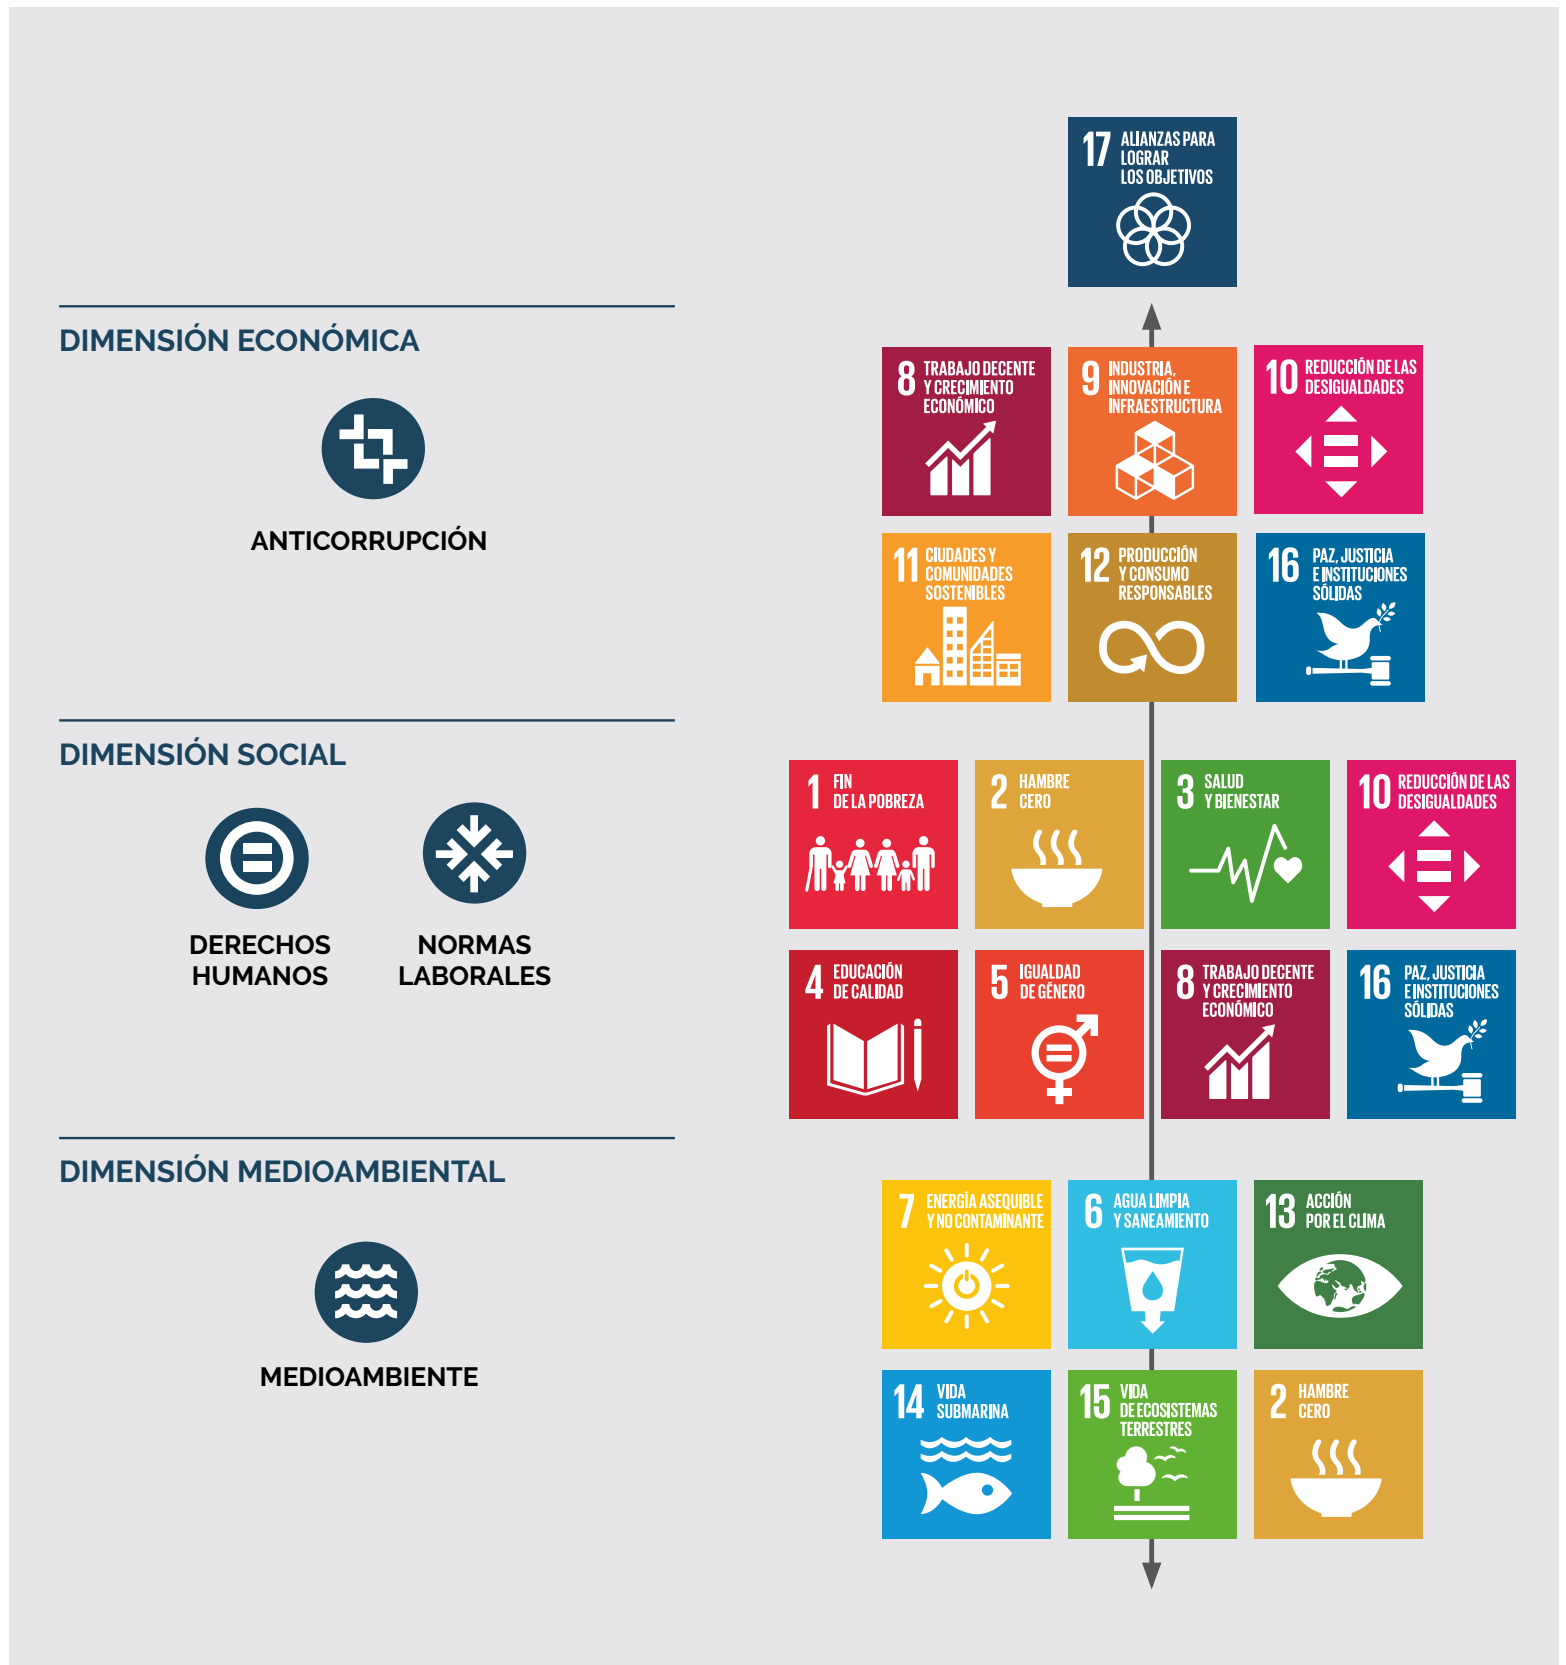 17 ALIANZAS PARA
LOGRAR
LOS OBJETIVOS
DIMENSIÓN ECONÓMICA
ANTICORRUPCIÓN
8 TRABAJO DECENTE
Y CRECIMIENTO
ECONÓMICO
9 INDUSTRIA,
INNOVACIÓN E
INFRAESTRUCTURA
10 REDUCCIÓN DE LAS
DESIGUALDADES
11 CIUDADES Y
COMUNIDADES
SOSTENIBLES
12 PRODUCCIÓN
Y CONSUMO
RESPONSABLES
16 PAZ, JUSTICIA
E INSTITUCIONES
SÓLIDAS
DIMENSIÓN SOCIAL
DERECHOS
HUMANOS
NORMAS
LABORALES
1 FIN
DE LA POBREZA
2 HAMBRE
CERO
3 SALUD
Y BIENESTAR
10 REDUCCIÓN DE LAS
DESIGUALDADES
4 EDUCACIÓN
DE CALIDAD
5 IGUALDAD
DE GÉNERO
8 TRABAJO DECENTE
Y CRECIMIENTO
ECONÓMICO
16 PAZ, JUSTICIA
E INSTITUCIONES
SÓLIDAS
DIMENSIÓN MEDIOAMBIENTAL
MEDIOAMBIENTE
7 ENERGÍA ASEQUIBLE
Y NO CONTAMINANTE
6 AGUA LIMPIA
Y SANEAMIENTO
13 ACCIÓN
POR EL CLIMA
14 VIDA
SUBMARINA
15 VIDA
DE ECOSISTEMAS
TERRESTRES
2 HAMBRE
CERO